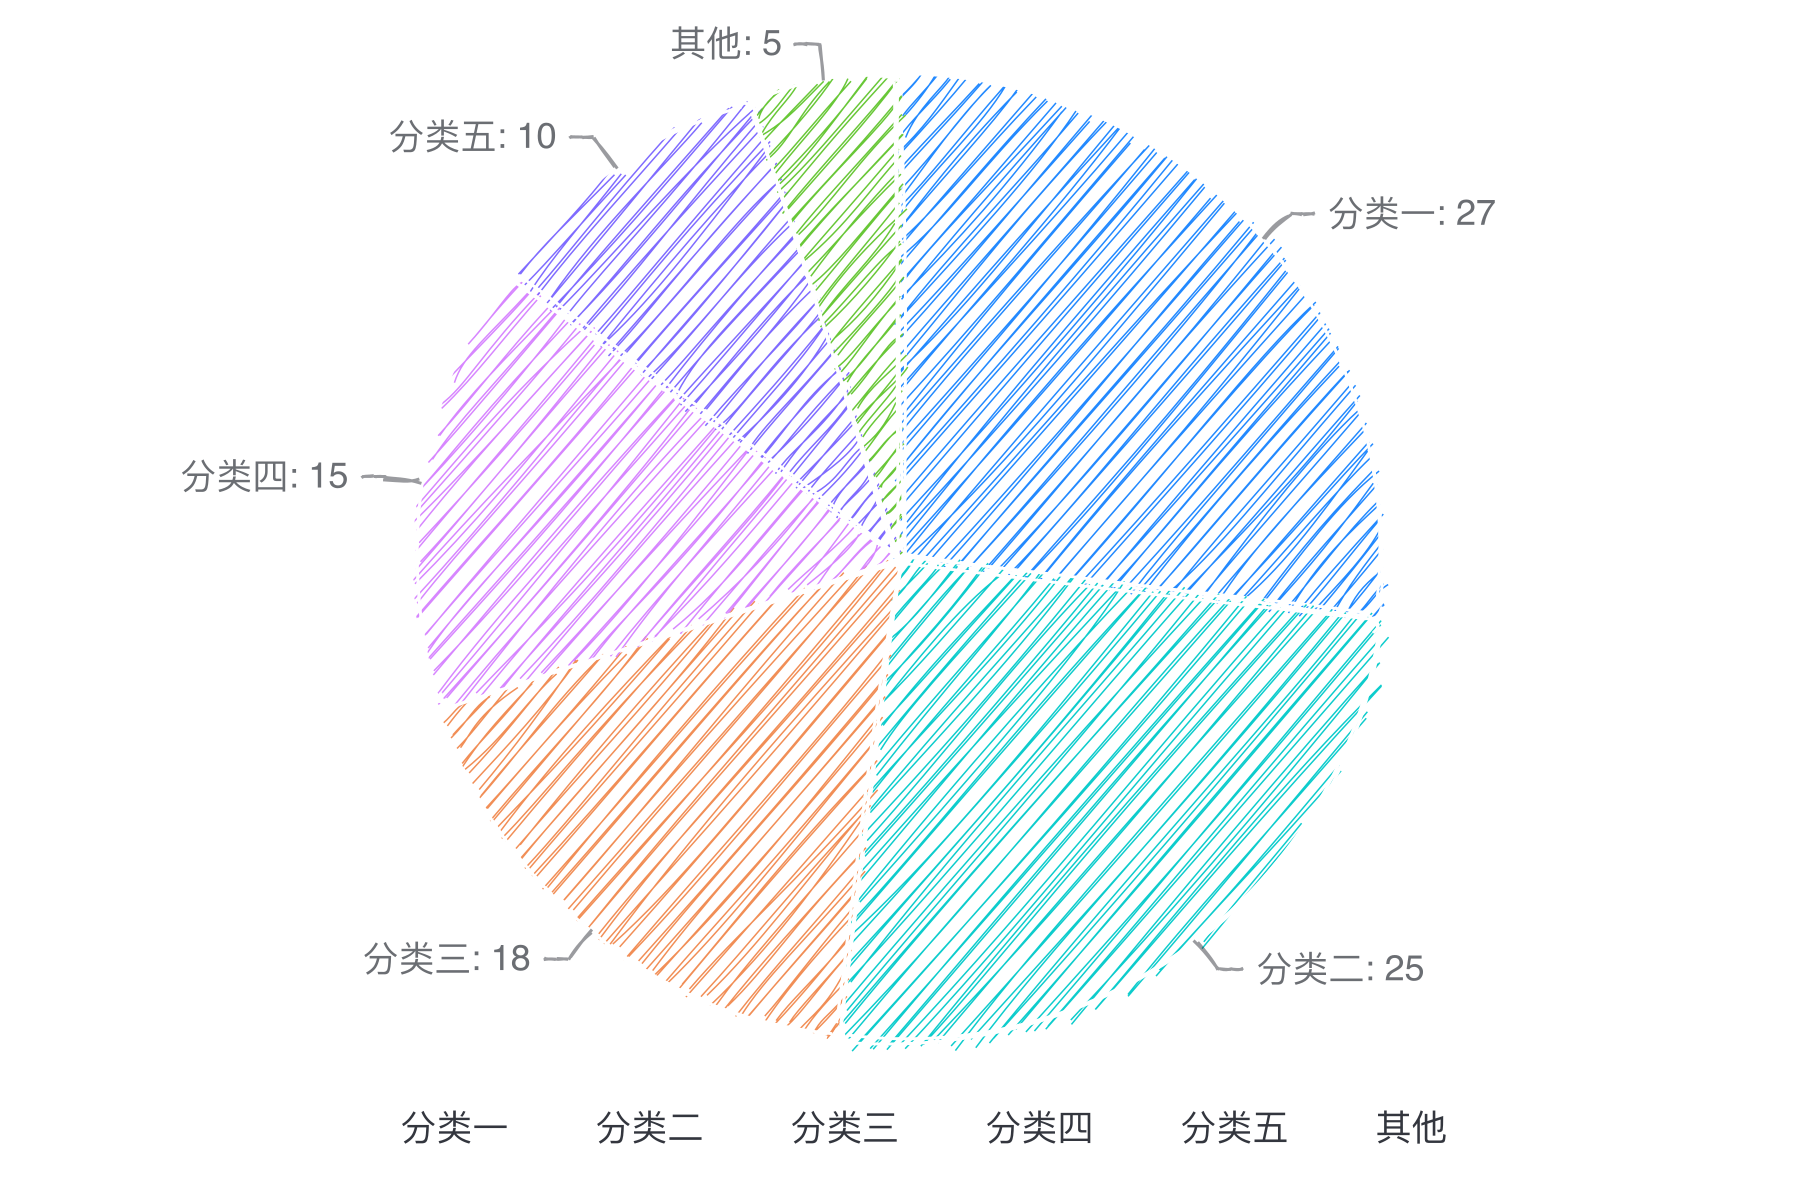 其他: 5
分类五: 10
分类一: 27
分类四: 15
分类三: 18
分类二: 25
分类一 分类二 分类三 分类四 分类五 其他